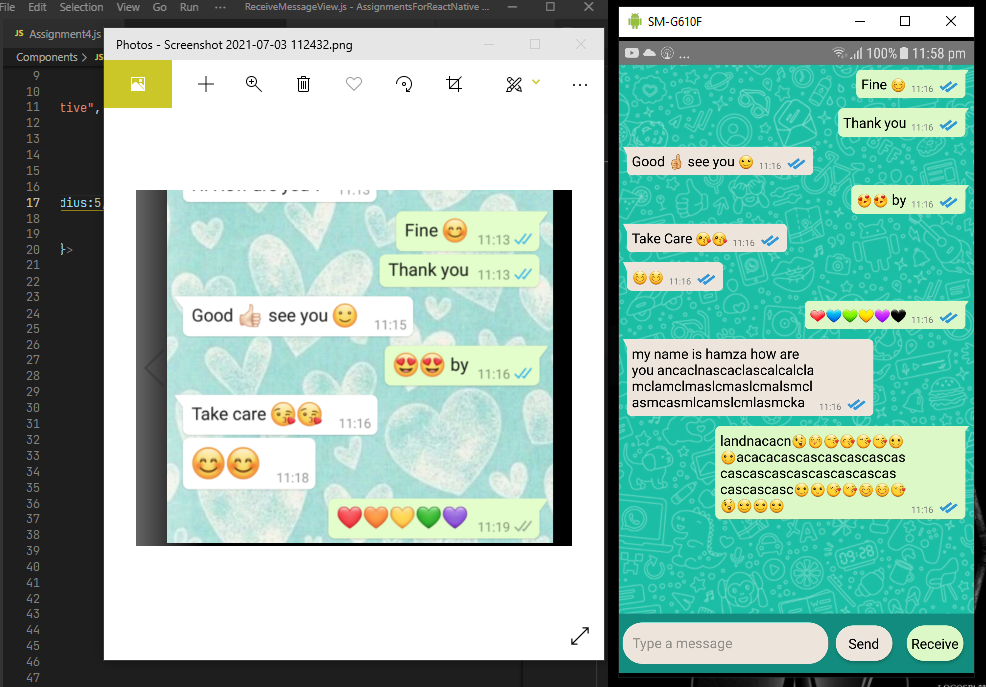 File Edit Selection View Go Run ··· ReceiveMessageView.js - AssignmentsForReactNative ...
JS Assignment4.js
Components > JS
9
10
11 tive",
12
13
14
15
16
17 dius:5
18
19
20 }>
21
22
23
24
25
26
27
28
29
30
31
32
33
34
35
36
37
38
39
40
41
42
43
44
45
46
47
Photos - Screenshot 2021-07-03 112432.png
11:13
Fine 😊 11:13
Thank you 11:13
Good 👍🏻 see you 🙂 11:15
😍😍 by 11:16
Take care 😘😘 11:16
😊😊 11:18
❤️🧡💛💚💜 11:19
SM-G610F
... 100% 11:58 pm
Fine 😊 11:16
Thank you 11:16
Good 👍🏻 see you 🙂 11:16
😍😍 by 11:16
Take Care 😘😘 11:16
😊😊 11:16
❤️💙💚💛💜🖤 11:16
my name is hamza how are
you ancaclnascaclascalcalcla
mclamclmaslcmaslcmalsmcl
asmcasmlcamslcmlasmcka 11:16
landnacacn😘😊😘😘😘😘🙂
🙂acacacascascascascascas
cascascascascascascascas
cascascasc🙂🙂😘😘😊😊😘
😘🙂🙂🙂 11:16
Type a message
Send
Receive